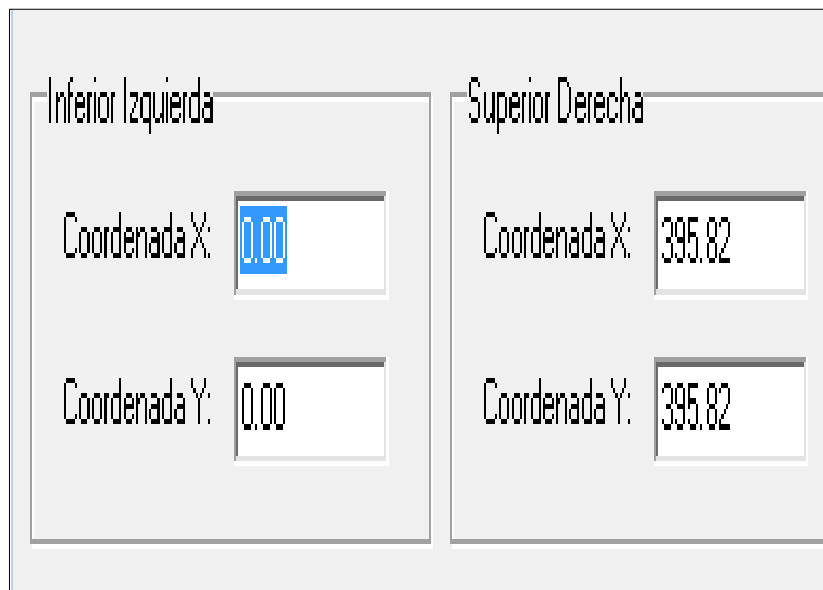 Inferior Izquierda
Superior Derecha
Coordenada X: 0.00
Coordenada X: 395.82
Coordenada Y: 0.00
Coordenada Y: 395.82